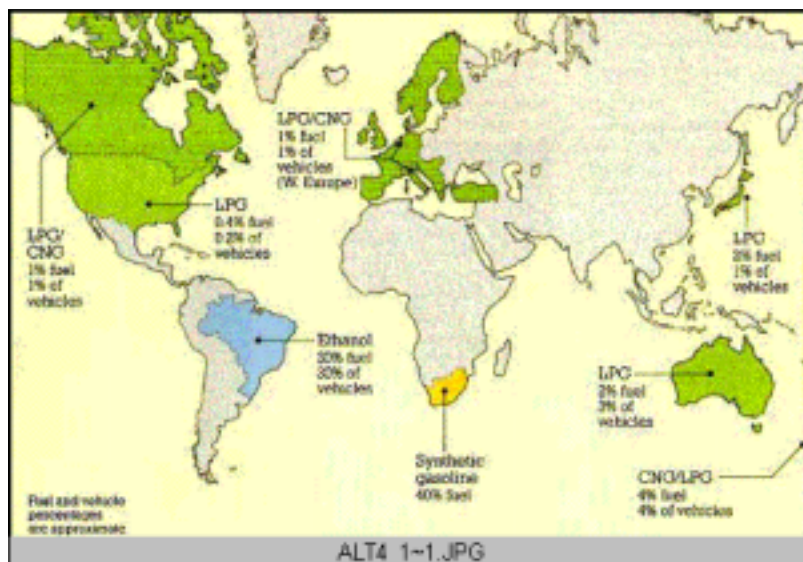 LPG/CNG
1% fuel
1% of
vehicles
(W. Europe)
LPG
0.4% fuel
0.2% of
vehicles
LPG/
CNG
1% fuel
1% of
vehicles
LPG
2% fuel
1% of
vehicles
Ethanol
fuel
30% of
vehicles
LPG
2% fuel
3% of
vehicles
Synthetic
gasoline
40% fuel
CNG/LPG
4% fuel
4% of vehicles
Fuel and vehicle
percentages
are approximate
ALT4_1~1.JPG